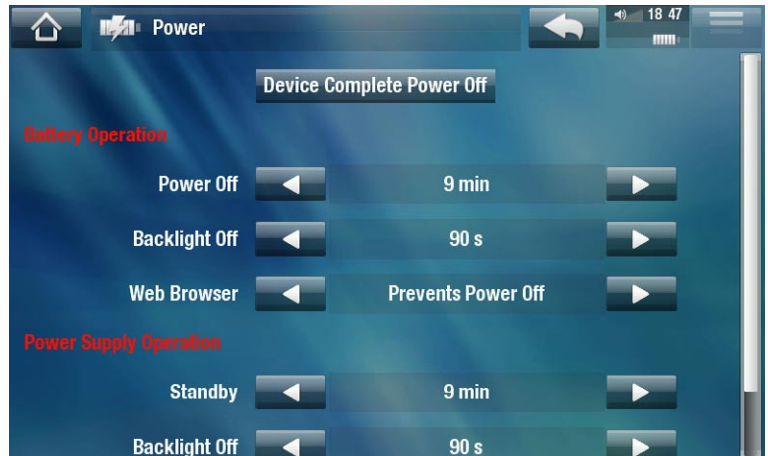 Power
18 47
Device Complete Power Off
Battery Operation
Power Off 9 min
Backlight Off 90 s
Web Browser Prevents Power Off
Power Supply Operation
Standby 9 min
Backlight Off 90 s